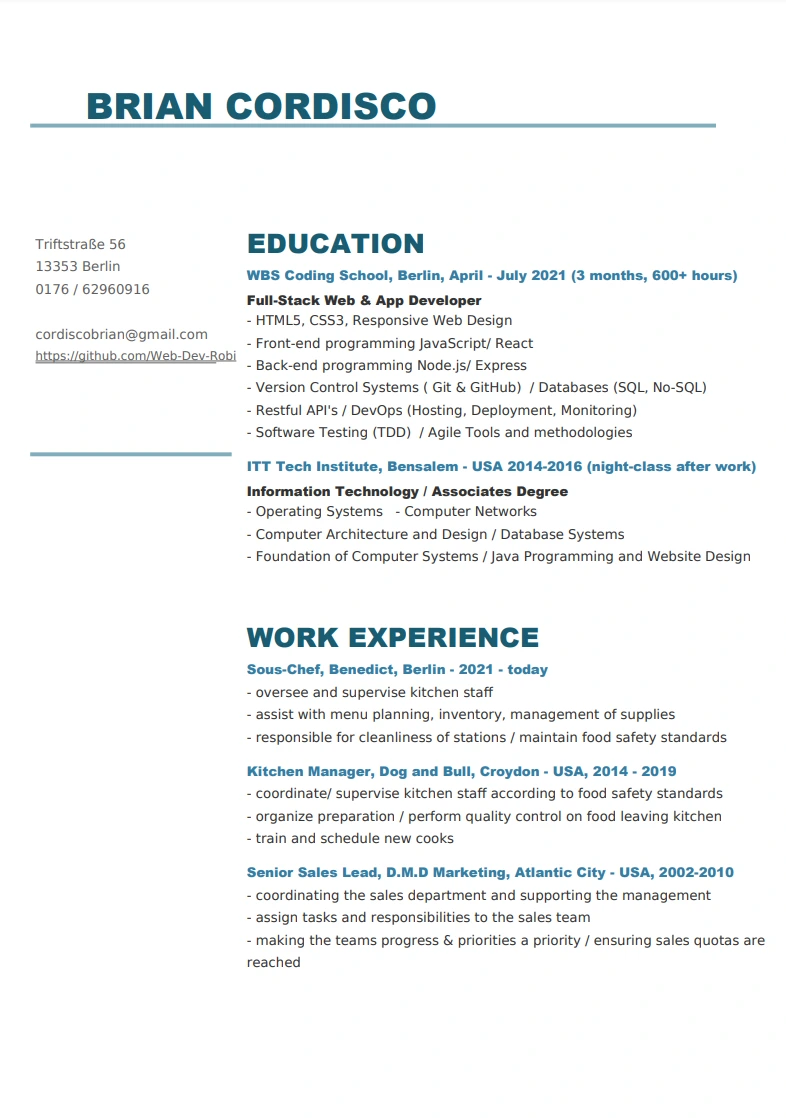 BRIAN CORDISCO
Triftstraße 56
13353 Berlin
0176 / 62960916
cordiscobrian@gmail.com
https://github.com/Web-Dev-Robi
EDUCATION
WBS Coding School, Berlin, April - July 2021 (3 months, 600+ hours)
Full-Stack Web & App Developer
- HTML5, CSS3, Responsive Web Design
- Front-end programming JavaScript/ React
- Back-end programming Node.js/ Express
- Version Control Systems ( Git & GitHub)  / Databases (SQL, No-SQL)
- Restful API's / DevOps (Hosting, Deployment, Monitoring)
- Software Testing (TDD)  / Agile Tools and methodologies
ITT Tech Institute, Bensalem - USA 2014-2016 (night-class after work)
Information Technology / Associates Degree
- Operating Systems   - Computer Networks
- Computer Architecture and Design / Database Systems
- Foundation of Computer Systems / Java Programming and Website Design
WORK EXPERIENCE
Sous-Chef, Benedict, Berlin - 2021 - today
- oversee and supervise kitchen staff
- assist with menu planning, inventory, management of supplies
- responsible for cleanliness of stations / maintain food safety standards
Kitchen Manager, Dog and Bull, Croydon - USA, 2014 - 2019
- coordinate/ supervise kitchen staff according to food safety standards
- organize preparation / perform quality control on food leaving kitchen
- train and schedule new cooks
Senior Sales Lead, D.M.D Marketing, Atlantic City - USA, 2002-2010
- coordinating the sales department and supporting the management
- assign tasks and responsibilities to the sales team
- making the teams progress & priorities a priority / ensuring sales quotas are
reached